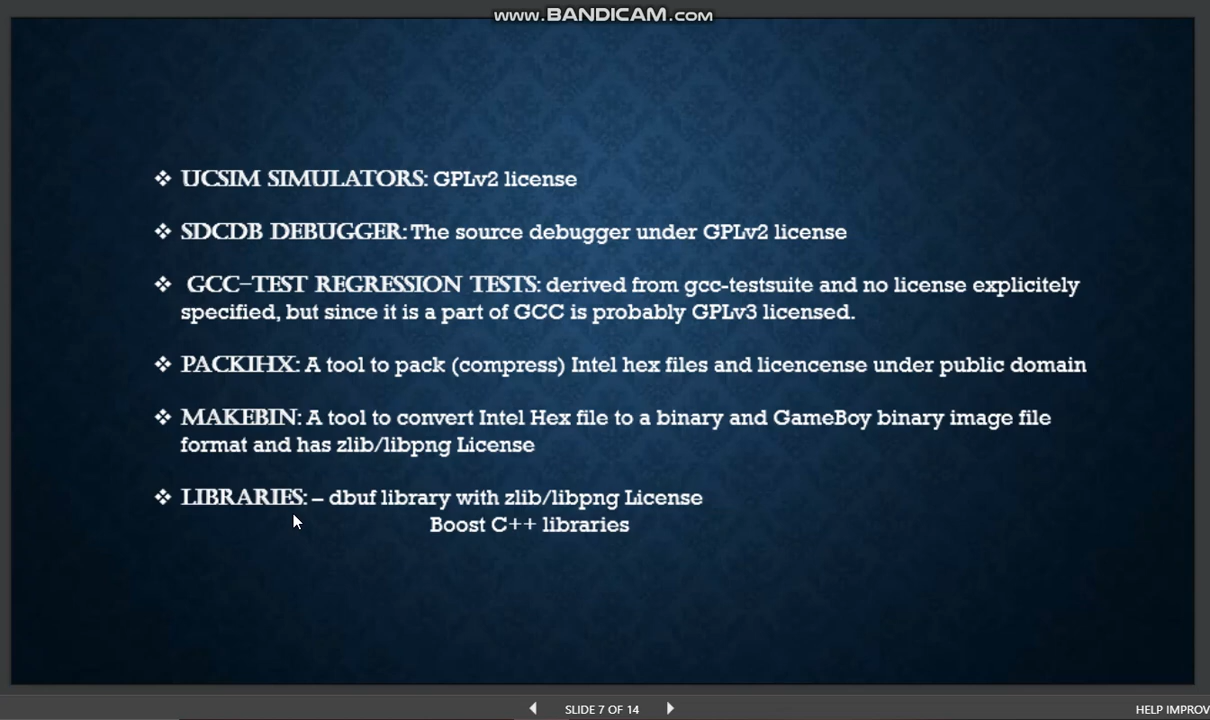 www.BANDICAM.com
❖ UCSIM SIMULATORS: GPLv2 license
❖ SDCDB DEBUGGER: The source debugger under GPLv2 license
❖ GCC-TEST REGRESSION TESTS: derived from gcc-testsuite and no license explicitely
specified, but since it is a part of GCC is probably GPLv3 licensed.
❖ PACKIHX: A tool to pack (compress) Intel hex files and licencense under public domain
❖ MAKEBIN: A tool to convert Intel Hex file to a binary and GameBoy binary image file
format and has zlib/libpng License
❖ LIBRARIES: – dbuf library with zlib/libpng License
Boost C++ libraries
SLIDE 7 OF 14
HELP IMPROV